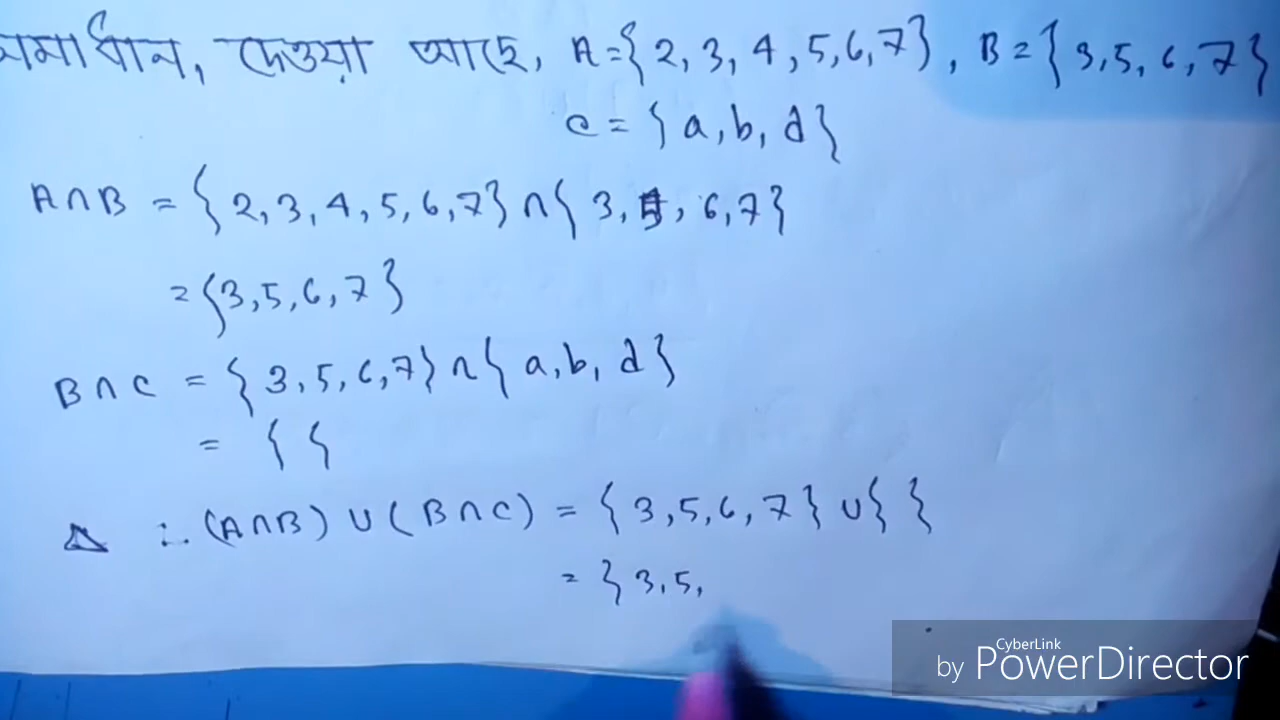 সমাধান, দেওয়া আছে, A={2,3,4,5,6,7}, B={3,5,6,7}
C={a,b,d}
A∩B = {2,3,4,5,6,7}∩{3,5,6,7}
={3,5,6,7}
B∩C = {3,5,6,7}∩{a,b,d}
= { {
∴(A∩B)∪(B∩C) = {3,5,6,7}∪{ }
= {3,5,
CyberLink
by PowerDirector